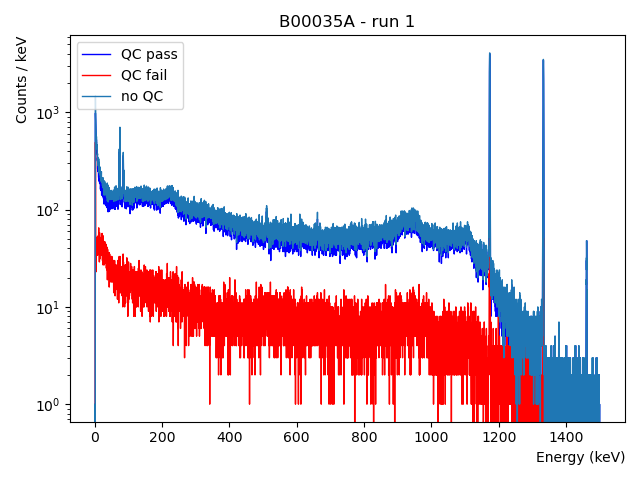 B00035A - run 1
Counts / keV
QC pass
QC fail
no QC
10³
10²
10¹
10⁰
0 200 400 600 800 1000 1200 1400
Energy (keV)